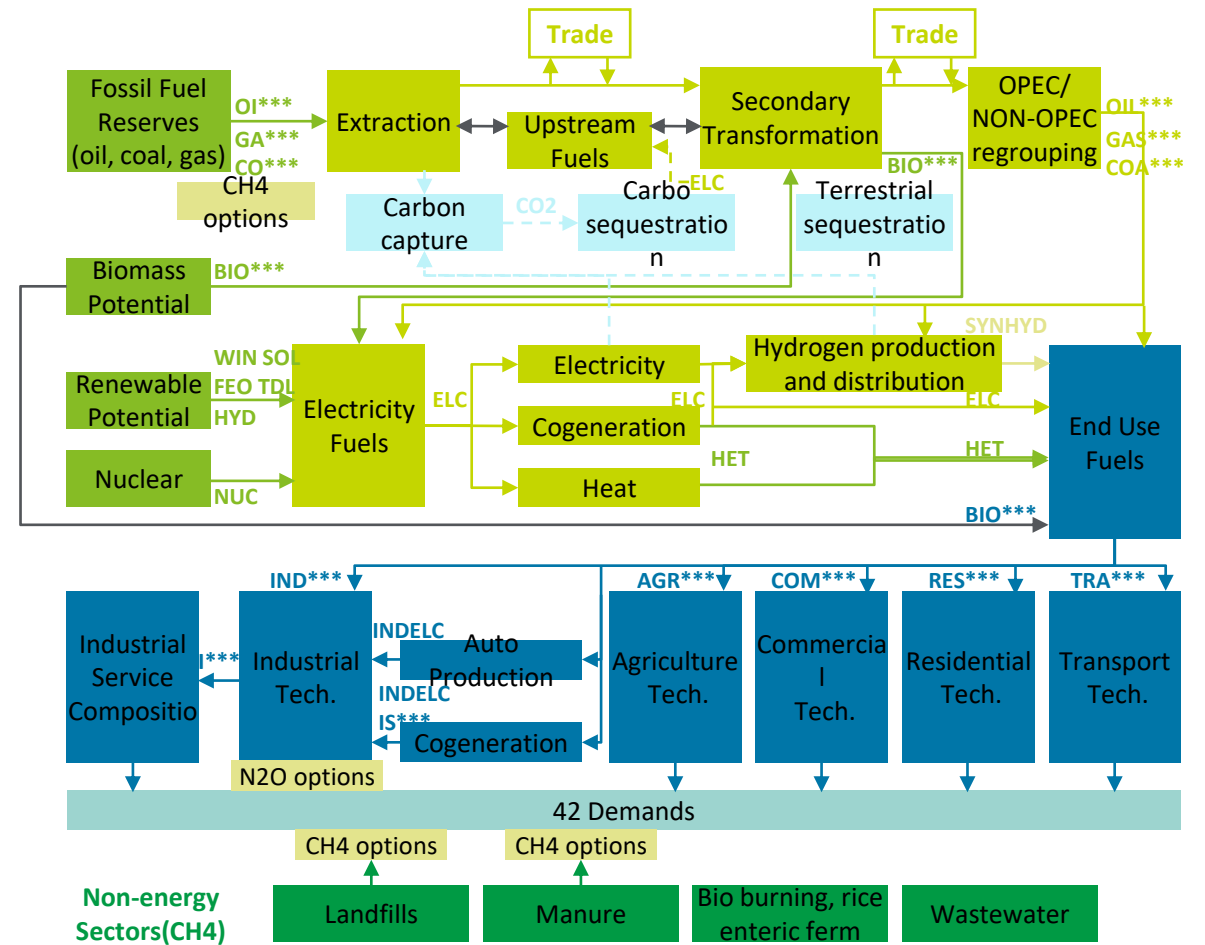 Trade
Trade
Fossil Fuel
Reserves
(oil, coal, gas)
OI***
GA***
CO***
Extraction
Upstream
Fuels
Secondary
Transformation
OPEC/
NON-OPEC
regrouping
OIL***
GAS***
COA***
BIO***
CH4
options
ELC
Carbon
capture
CO2
Carbo
sequestratio
n
Terrestrial
sequestratio
n
Biomass
Potential
BIO***
SYNHYD
WIN SOL
FEO TDL
HYD
Renewable
Potential
Electricity
Fuels
ELC
Electricity
Hydrogen production
and distribution
ELC
ELC
Cogeneration
End Use
Fuels
HET
HET
Nuclear
NUC
Heat
BIO***
IND***
AGR***
COM***
RES***
TRA***
Industrial
Service
Compositio
I***
Industrial
Tech.
INDELC
Auto
Production
INDELC
IS***
Cogeneration
Agriculture
Tech.
Commercia
l
Tech.
Residential
Tech.
Transport
Tech.
N2O options
42 Demands
CH4 options
CH4 options
Non-energy
Sectors(CH4)
Landfills
Manure
Bio burning, rice
enteric ferm
Wastewater